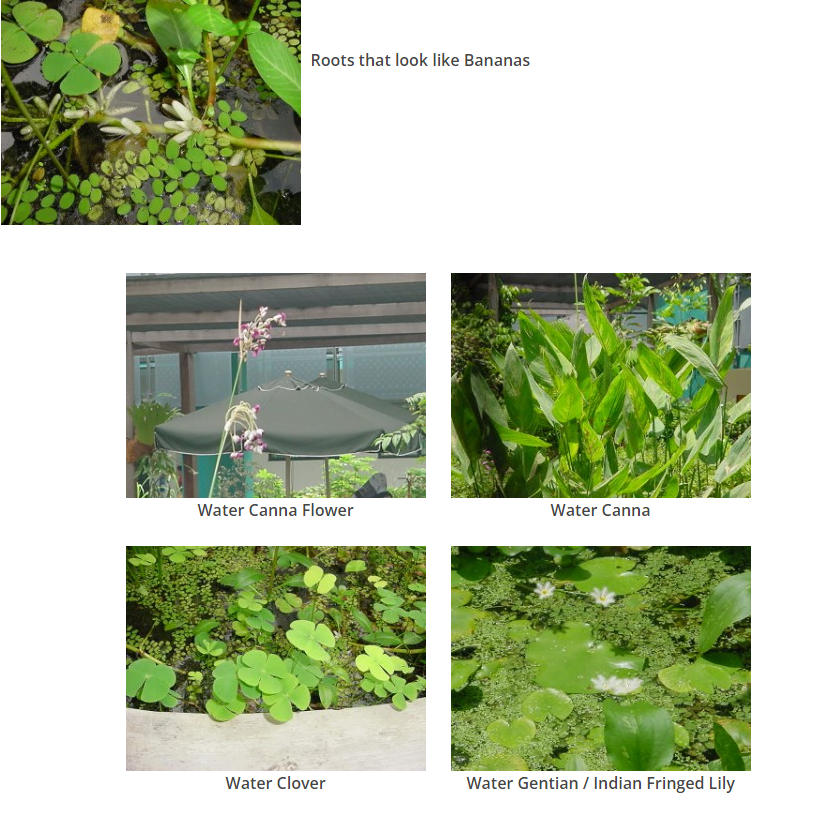 Roots that look like Bananas
Water Canna Flower
Water Canna
Water Clover
Water Gentian / Indian Fringed Lily